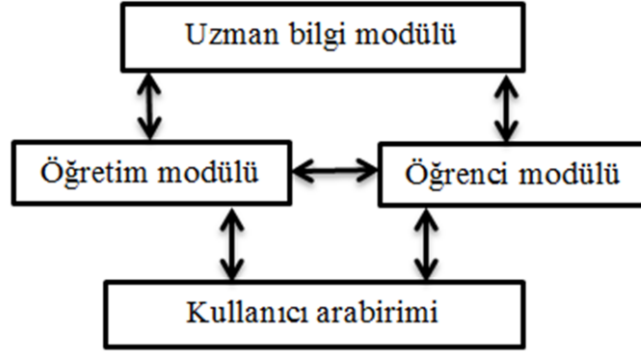 Uzman bilgi modülü
Öğretim modülü
Öğrenci modülü
Kullanıcı arabirimi